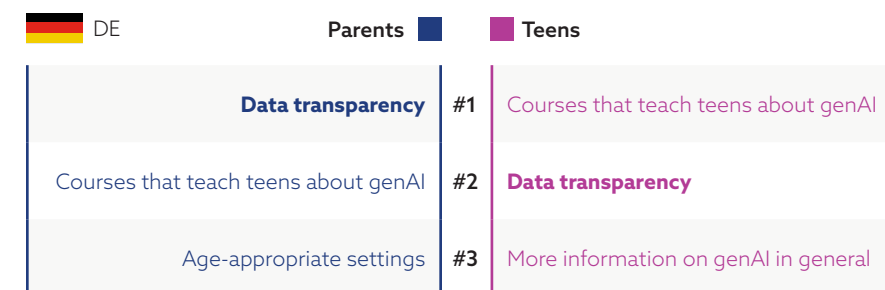 DE Parents Teens
Data transparency #1 Courses that teach teens about genAI
Courses that teach teens about genAI #2 Data transparency
Age-appropriate settings #3 More information on genAI in general